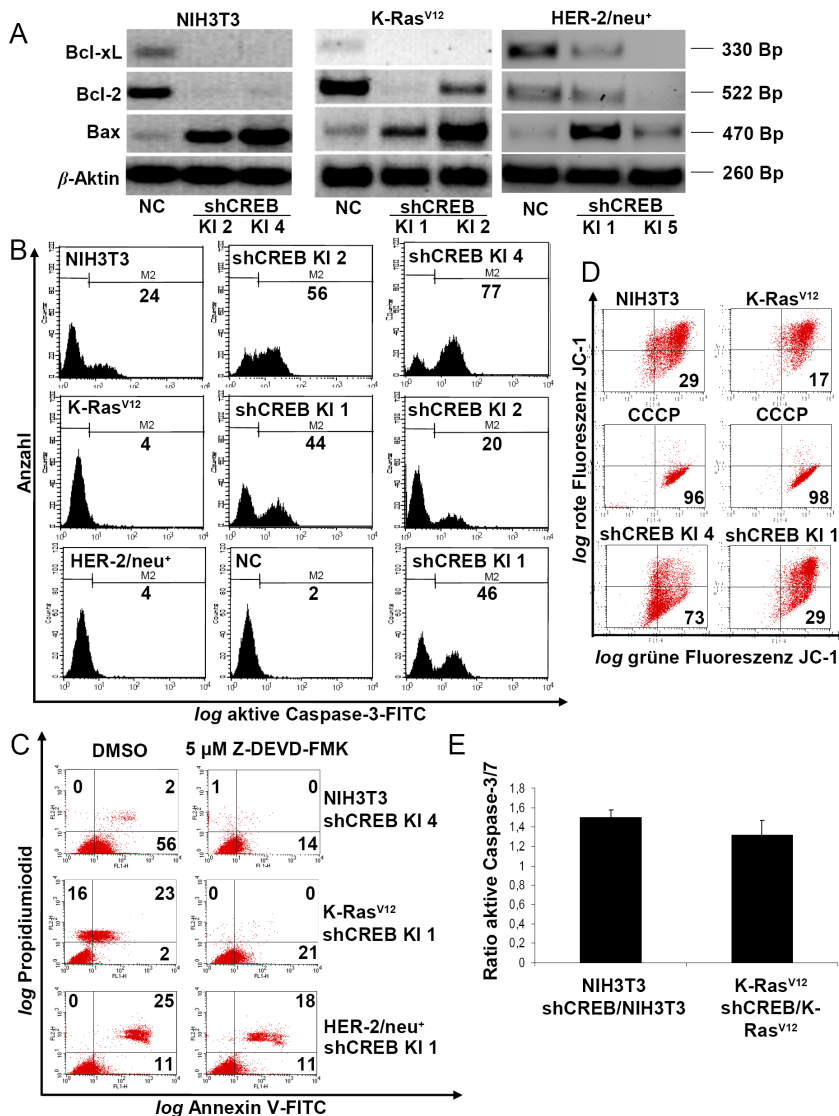 A
NIH3T3
K-RasV12
HER-2/neu+
Bcl-xL
330 Bp
Bcl-2
522 Bp
Bax
470 Bp
β-Aktin
260 Bp
NC
shCREB
KI 2 KI 4
NC
shCREB
KI 1 KI 2
NC
shCREB
KI 1 KI 5
B
Anzahl
NIH3T3
M2
24
shCREB KI 2
M2
56
shCREB KI 4
M2
77
K-RasV12
M2
4
shCREB KI 1
M2
44
shCREB KI 2
M2
20
HER-2/neu+
M2
4
NC
M2
2
shCREB KI 1
M2
46
log aktive Caspase-3-FITC
D
log rote Fluoreszenz JC-1
NIH3T3
29
K-RasV12
17
CCCP
96
CCCP
98
shCREB KI 4
73
shCREB KI 1
29
log grüne Fluoreszenz JC-1
C
log Propidiumiodid
DMSO
5 µM Z-DEVD-FMK
0 2
56
1 0
14
NIH3T3
shCREB KI 4
16 23
2
0 0
21
K-RasV12
shCREB KI 1
0 25
11
18
11
HER-2/neu+
shCREB KI 1
log Annexin V-FITC
E
Ratio aktive Caspase-3/7
1,8
1,6
1,4
1,2
1
0,8
0,6
0,4
0,2
0
NIH3T3
shCREB/NIH3T3
K-RasV12
shCREB/K-
RasV12